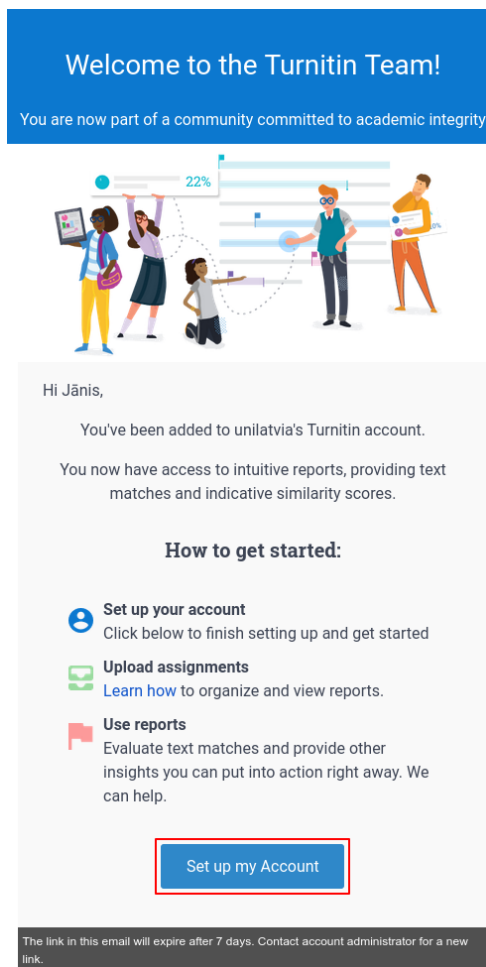 Welcome to the Turnitin Team!
You are now part of a community committed to academic integrity
22%
0%
Hi Jānis,
You've been added to unilatvia's Turnitin account.
You now have access to intuitive reports, providing text
matches and indicative similarity scores.
How to get started:
Set up your account
Click below to finish setting up and get started
Upload assignments
Learn how to organize and view reports.
Use reports
Evaluate text matches and provide other
insights you can put into action right away. We
can help.
Set up my Account
The link in this email will expire after 7 days. Contact account administrator for a new
link.